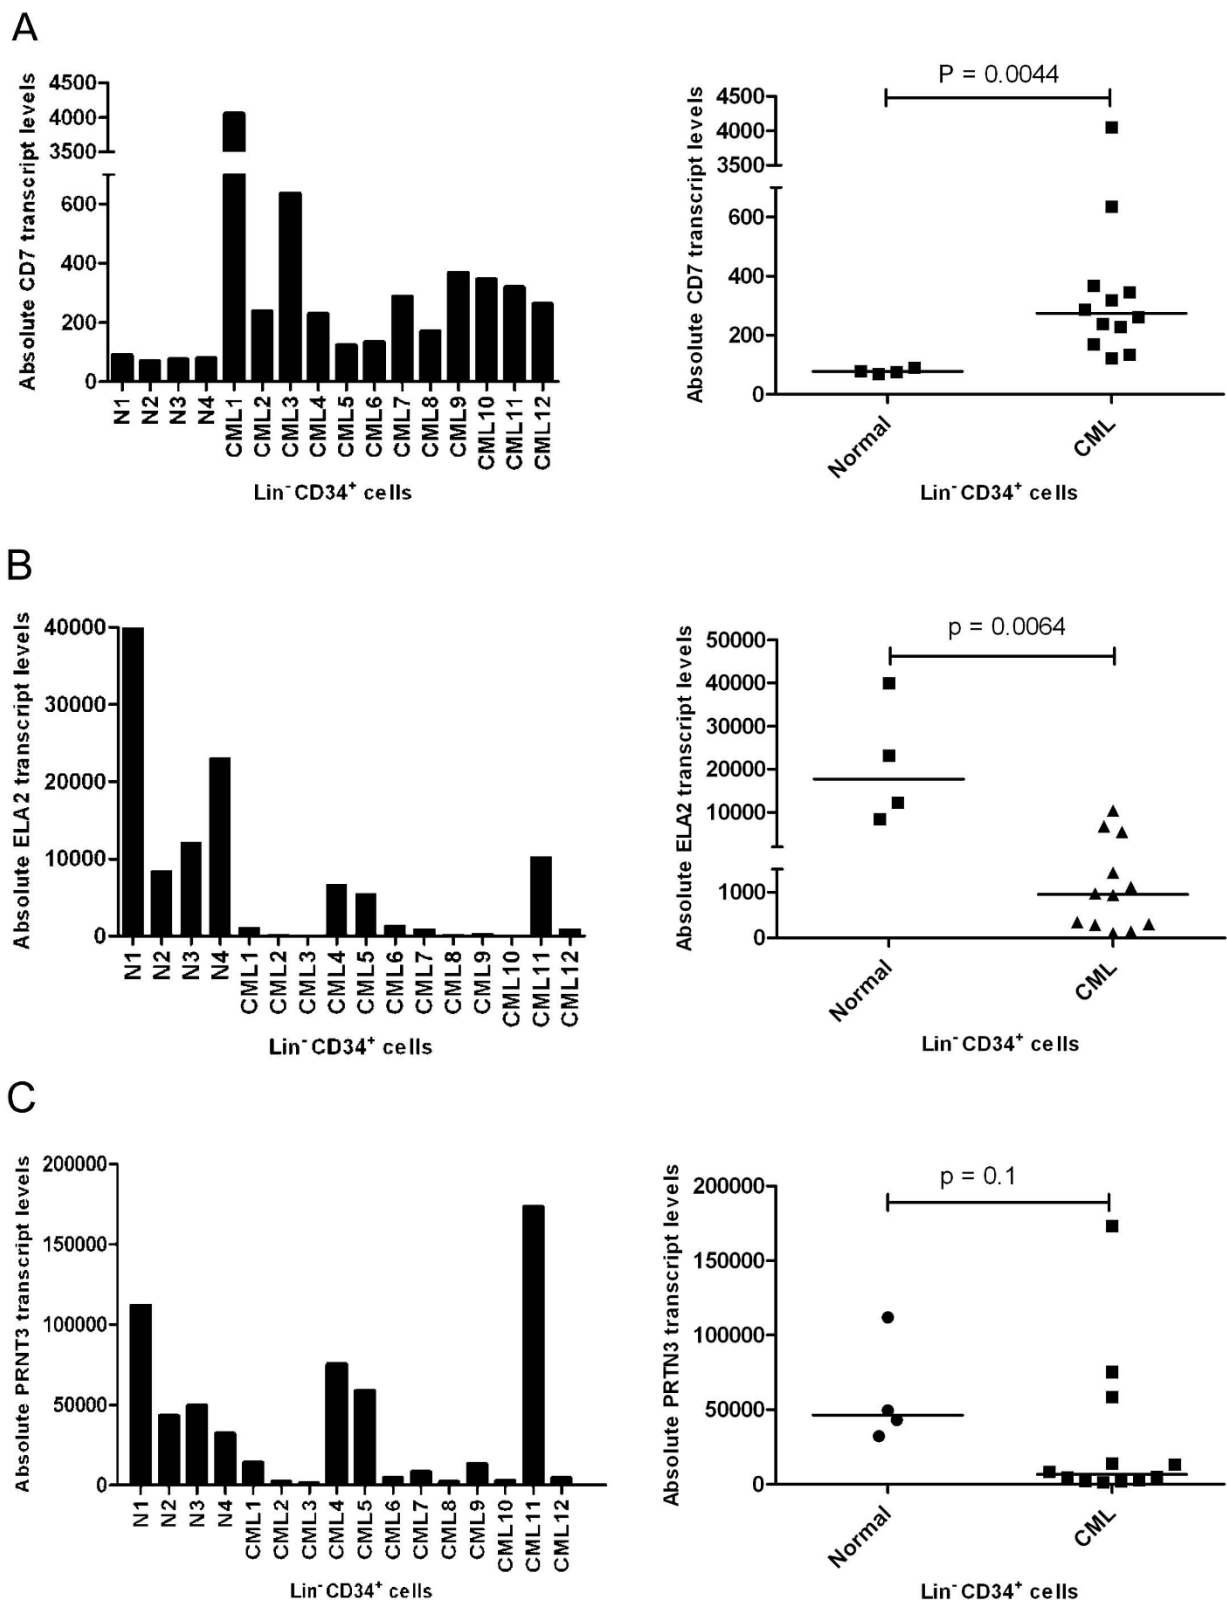 A
Absolute CD7 transcript levels
4500
4000
3500
600
400
200
0
N1 N2 N3 N4 CML1 CML2 CML3 CML4 CML5 CML6 CML7 CML8 CML9 CML10 CML11 CML12
Lin⁻CD34⁺ cells
P = 0.0044
Absolute CD7 transcript levels
4500
4000
3500
600
400
200
0
Normal CML
Lin⁻CD34⁺ cells
B
Absolute ELA2 transcript levels
40000
30000
20000
10000
0
N1 N2 N3 N4 CML1 CML2 CML3 CML4 CML5 CML6 CML7 CML8 CML9 CML10 CML11 CML12
Lin⁻CD34⁺ cells
p = 0.0064
Absolute ELA2 transcript levels
50000
40000
30000
20000
10000
1000
0
Normal CML
Lin⁻CD34⁺ cells
C
Absolute PRNT3 transcript levels
200000
150000
100000
50000
0
N1 N2 N3 N4 CML1 CML2 CML3 CML4 CML5 CML6 CML7 CML8 CML9 CML10 CML11 CML12
Lin⁻CD34⁺ cells
p = 0.1
Absolute PRTN3 transcript levels
200000
150000
100000
50000
0
Normal CML
Lin⁻CD34⁺ cells